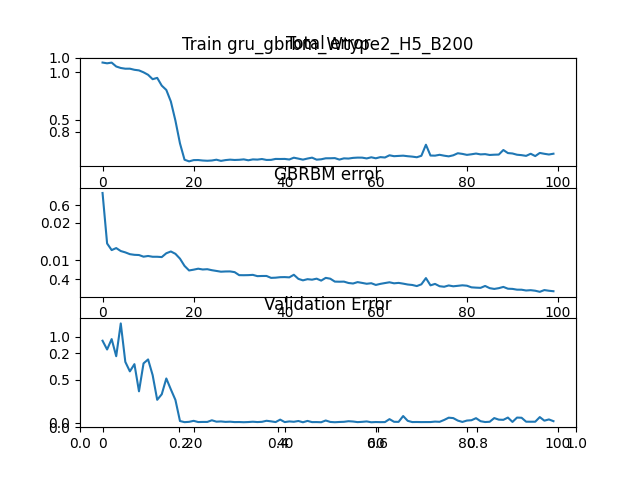 Total error
Train gru_gbrbm_Wtype2_H5_B200
1.0
1.0
0.5
0.8
0 20 40 60 80 100
GBRBM error
0.6
0.02
0.01
0.4
0 20 40 60 80 100
Validation Error
1.0
0.2
0.5
0.0
0.0
0.0 0 0.2 20 0.4 40 0.6 60 80 0.8 100 1.0